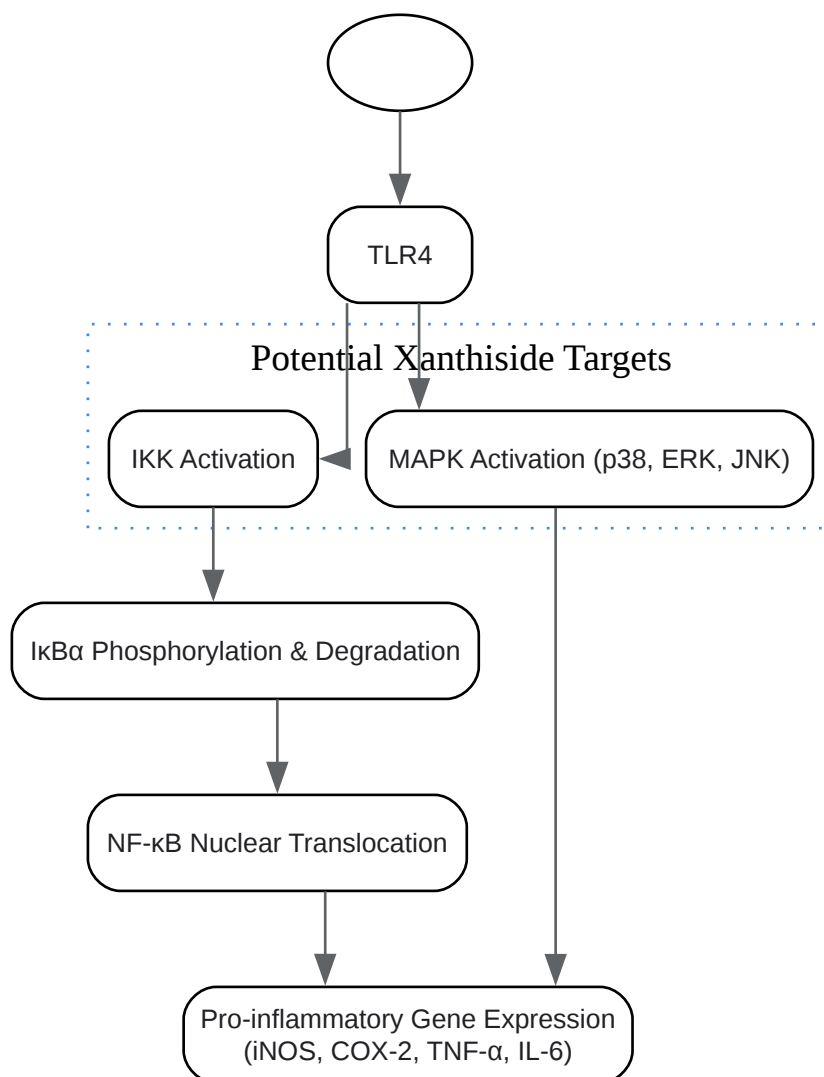 TLR4
Potential Xanthiside Targets
IKK Activation
MAPK Activation (p38, ERK, JNK)
IκBα Phosphorylation & Degradation
NF-κB Nuclear Translocation
Pro-inflammatory Gene Expression
(iNOS, COX-2, TNF-α, IL-6)